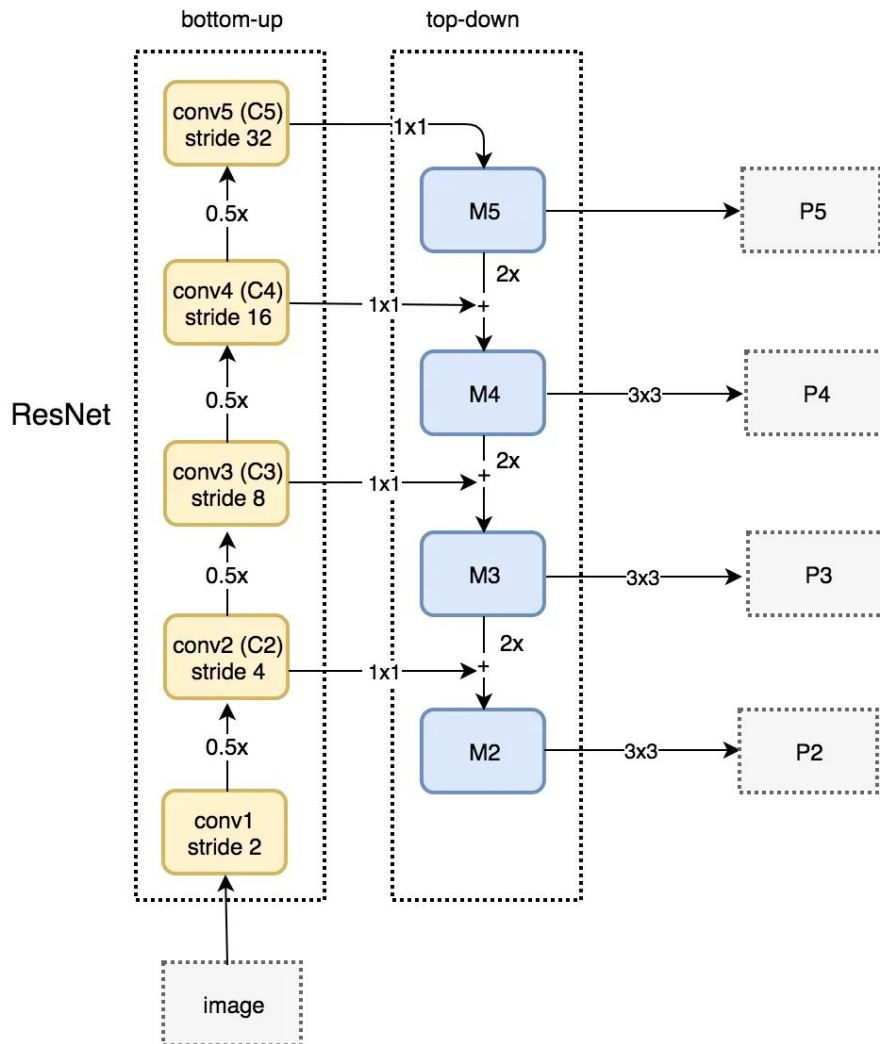 bottom-up
top-down
conv5 (C5)
stride 32
1x1
M5
P5
0.5x
2x
conv4 (C4)
stride 16
1x1
+
M4
3x3
P4
0.5x
ResNet
2x
conv3 (C3)
stride 8
1x1
+
M3
3x3
P3
0.5x
2x
conv2 (C2)
stride 4
1x1
+
M2
3x3
P2
0.5x
conv1
stride 2
image